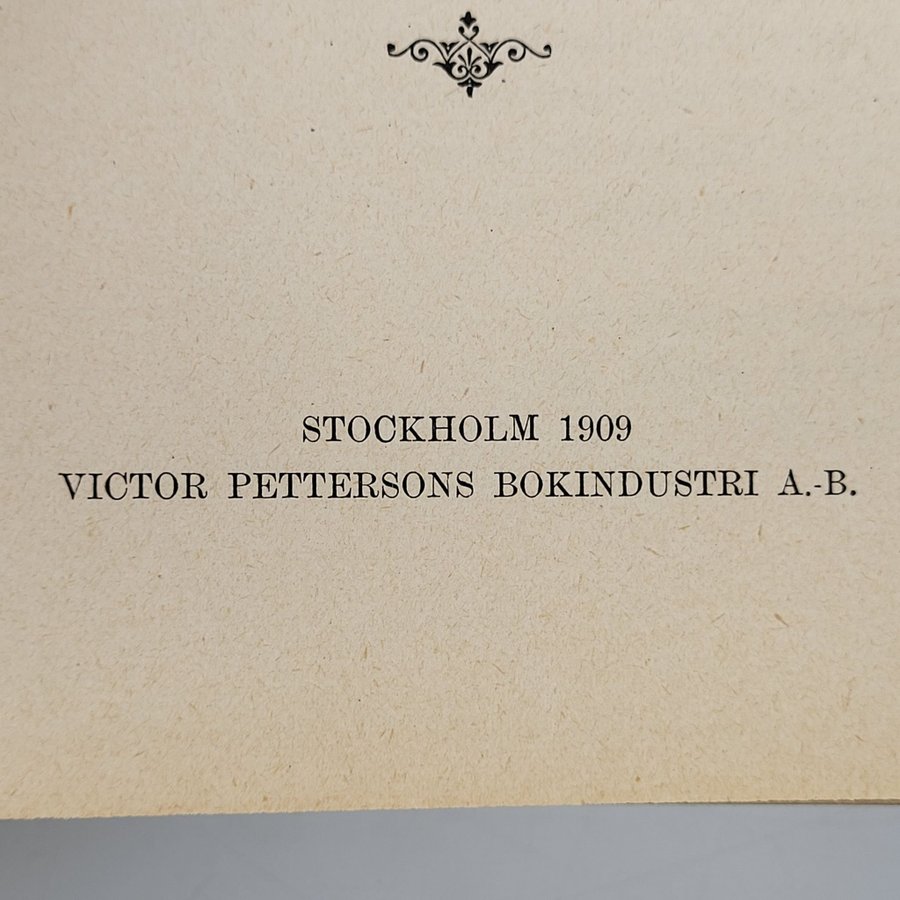 STOCKHOLM 1909
VICTOR PETTERSONS BOKINDUSTRI A.-B.